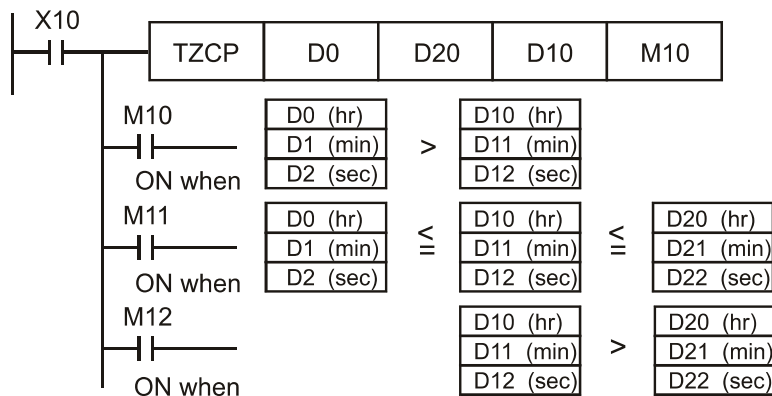 X10
TZCP D0 D20 D10 M10
M10
ON when
D0 (hr)
D1 (min)
D2 (sec)
>
D10 (hr)
D11 (min)
D12 (sec)
M11
ON when
D0 (hr)
D1 (min)
D2 (sec)
≦
D10 (hr)
D11 (min)
D12 (sec)
≦
D20 (hr)
D21 (min)
D22 (sec)
M12
ON when
D10 (hr)
D11 (min)
D12 (sec)
>
D20 (hr)
D21 (min)
D22 (sec)